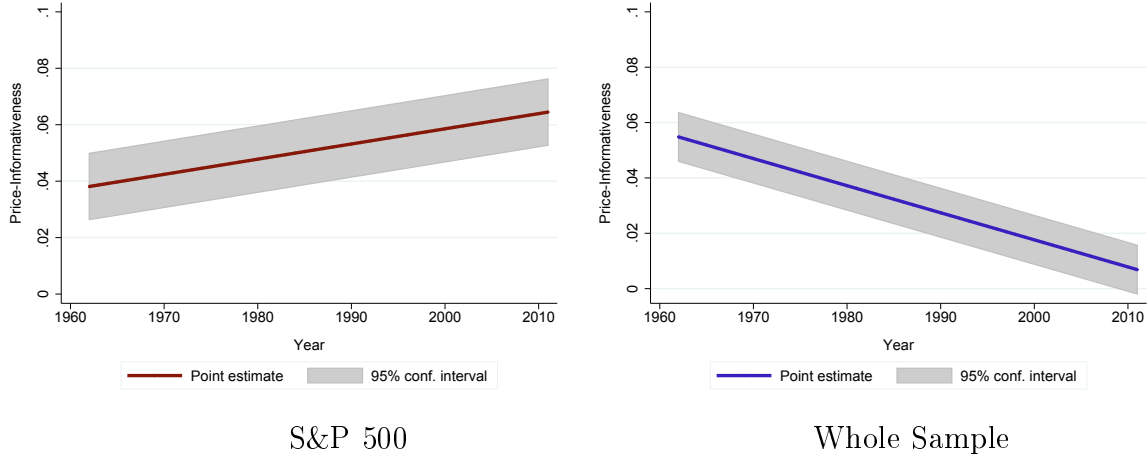 .1
.08
.06
.04
.02
0
Price-Informativeness
1960 1970 1980 1990 2000 2010
Year
Point estimate 95% conf. interval
S&P 500
.1
.08
.06
.04
.02
0
Price-Informativeness
1960 1970 1980 1990 2000 2010
Year
Point estimate 95% conf. interval
Whole Sample